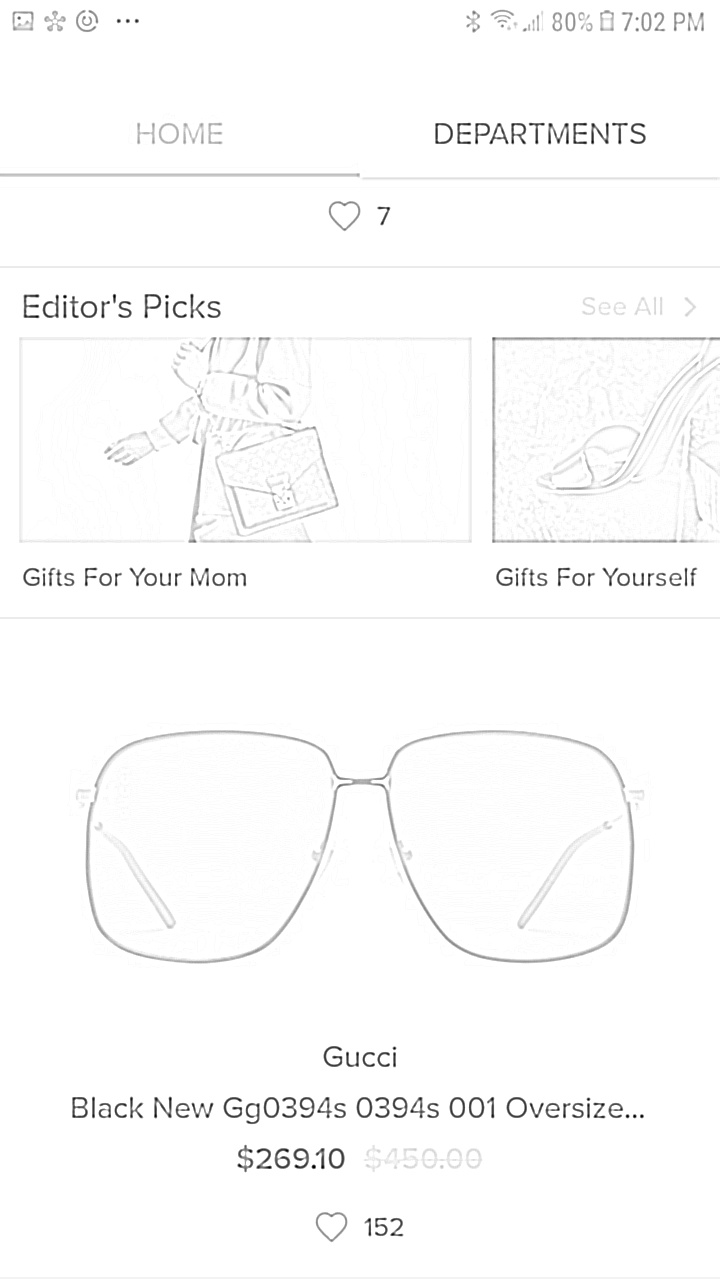 80% 7:02 PM
HOME DEPARTMENTS
7
Editor's Picks See All
Gifts For Your Mom Gifts For Yourself
Gucci
Black New Gg0394s 0394s 001 Oversize...
$269.10 $450.00
152